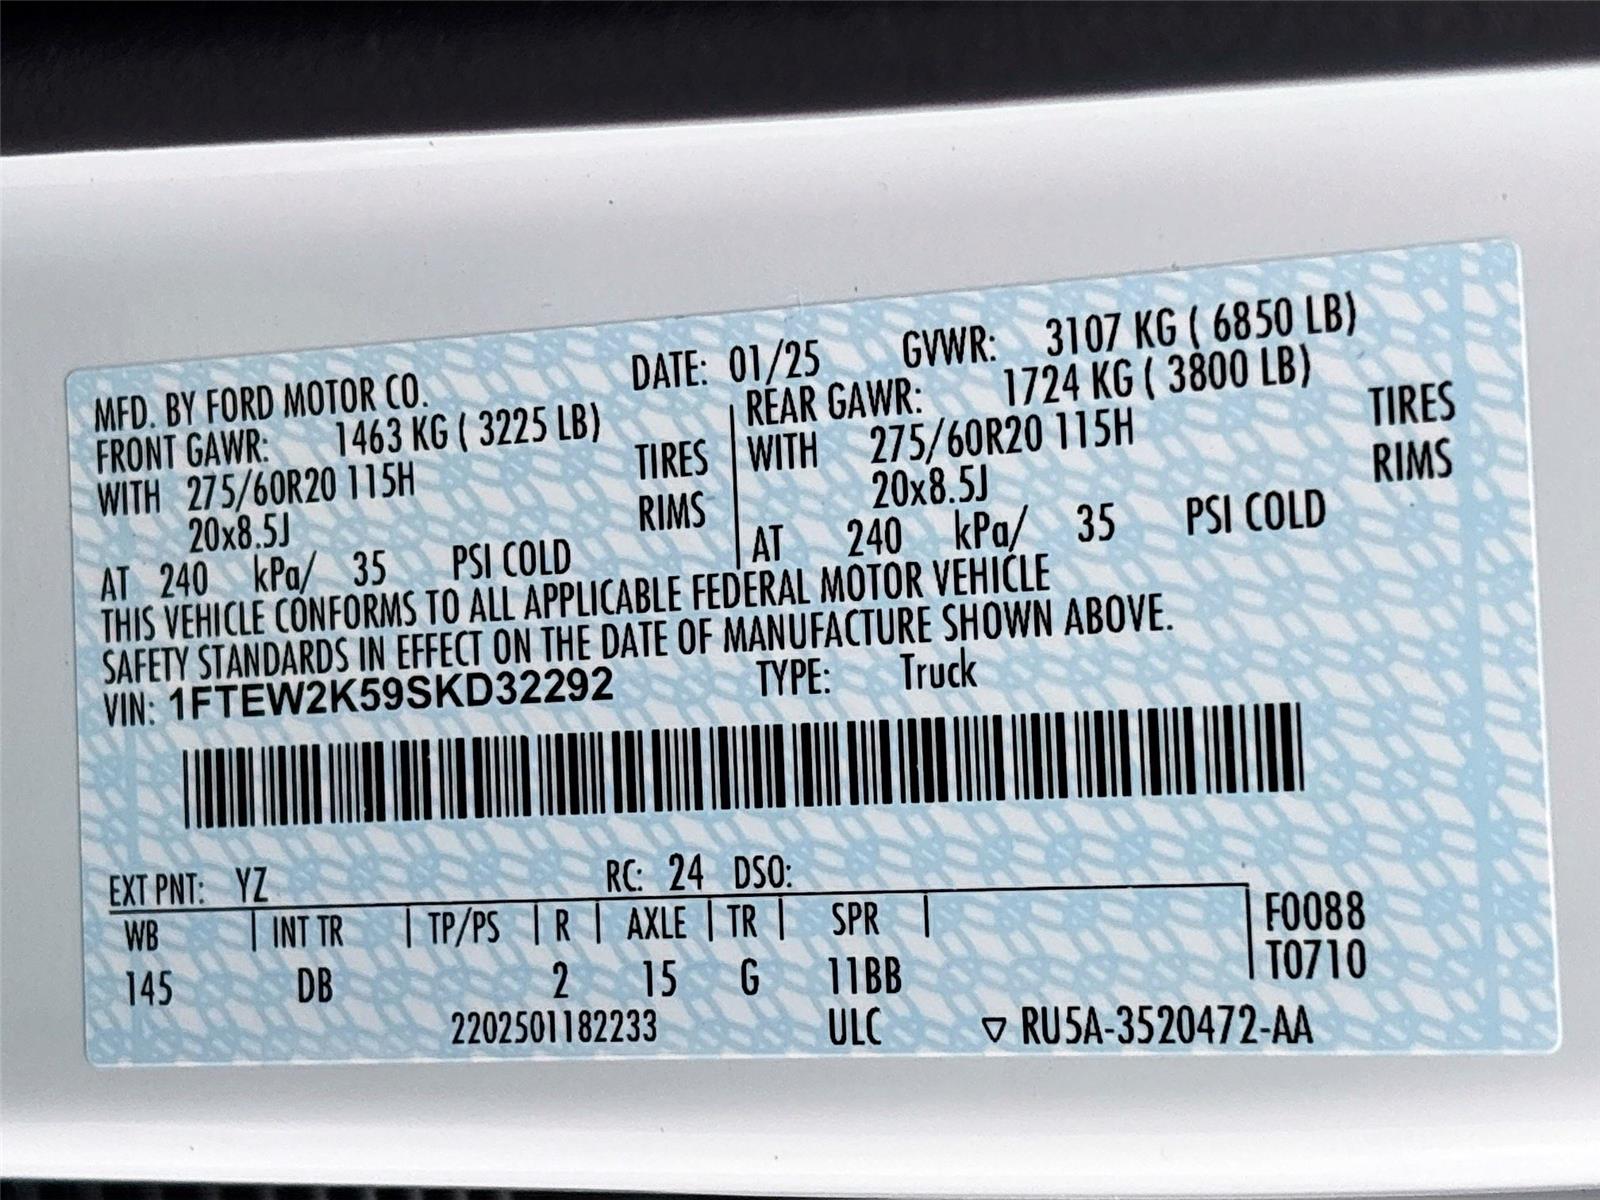 MFD. BY FORD MOTOR CO. DATE: 01/25 GVWR: 3107 KG ( 6850 LB)
FRONT GAWR: 1463 KG ( 3225 LB) REAR GAWR: 1724 KG ( 3800 LB)
WITH 275/60R20 115H TIRES WITH 275/60R20 115H TIRES
20x8.5J RIMS 20x8.5J RIMS
AT 240 kPa/ 35 PSI COLD AT 240 kPa/ 35 PSI COLD
THIS VEHICLE CONFORMS TO ALL APPLICABLE FEDERAL MOTOR VEHICLE
SAFETY STANDARDS IN EFFECT ON THE DATE OF MANUFACTURE SHOWN ABOVE.
VIN: 1FTEW2K59SKD32292 TYPE: Truck
EXT PNT: YZ RC: 24 DSO:
WB INT TR TP/PS R AXLE TR SPR F0088
145 DB 2 15 G 11BB T0710
2202501182233 ULC ▽ RU5A-3520472-AA